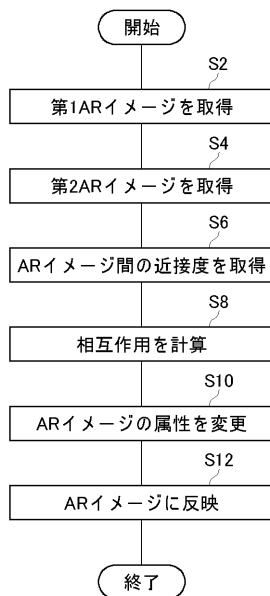 開始
S2
第1ARイメージを取得
S4
第2ARイメージを取得
S6
ARイメージ間の近接度を取得
S8
相互作用を計算
S10
ARイメージの属性を変更
S12
ARイメージに反映
終了